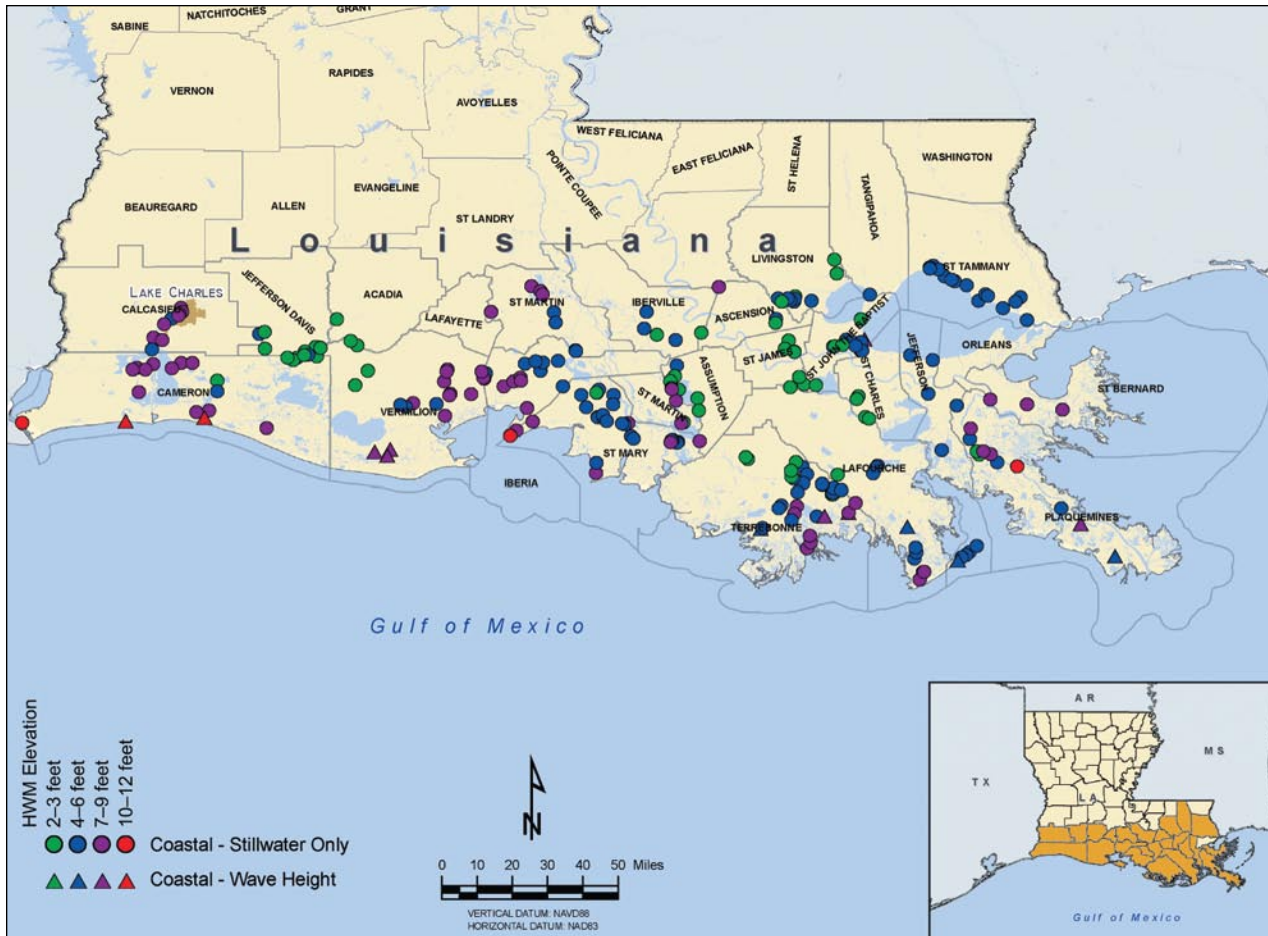 NATCHITOCHES
GRANT
SABINE
RAPIDES
VERNON
AVOYELLES
WEST FELICIANA
EAST FELICIANA
ST HELENA
WASHINGTON
POINTE COUPEE
TANGIPAHOA
EVANGELINE
BEAUREGARD
ALLEN
ST LANDRY
Louisiana
LIVINGSTON
ST TAMMANY
LAKE CHARLES
CALCASIEU
JEFFERSON DAVIS
ACADIA
LAFAYETTE
ST MARTIN
IBERVILLE
ASCENSION
ST JOHN THE BAPTIST
JEFFERSON
ORLEANS
ST JAMES
ST CHARLES
ASSUMPTION
ST BERNARD
CAMERON
VERMILION
ST MARTIN
ST MARY
IBERIA
LAFOURCHE
TERREBONNE
PLAQUEMINES
Gulf of Mexico
HWM Elevation
2–3 feet
4–6 feet
7–9 feet
10–12 feet
Coastal - Stillwater Only
Coastal - Wave Height
N
0 10 20 30 40 50 Miles
VERTICAL DATUM: NAVD88
HORIZONTAL DATUM: NAD83
AR
MS
TX
LA
Gulf of Mexico